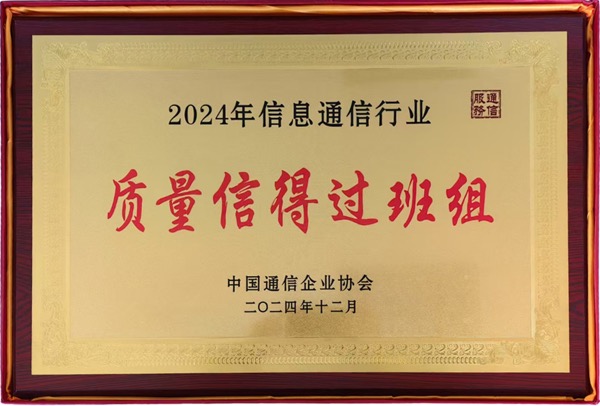 2024年信息通信行业
通信
服務
质量信得过班组
中国通信企业协会
二〇二四年十二月